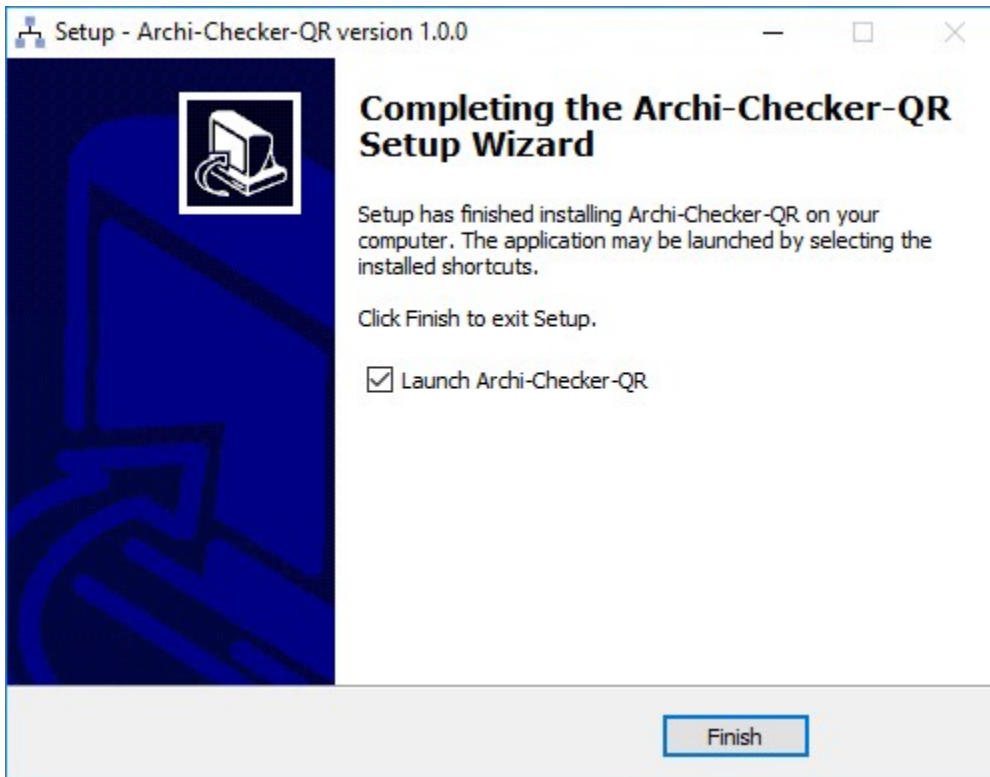 Setup - Archi-Checker-QR version 1.0.0
Completing the Archi-Checker-QR
Setup Wizard
Setup has finished installing Archi-Checker-QR on your
computer. The application may be launched by selecting the
installed shortcuts.
Click Finish to exit Setup.
Launch Archi-Checker-QR
Finish